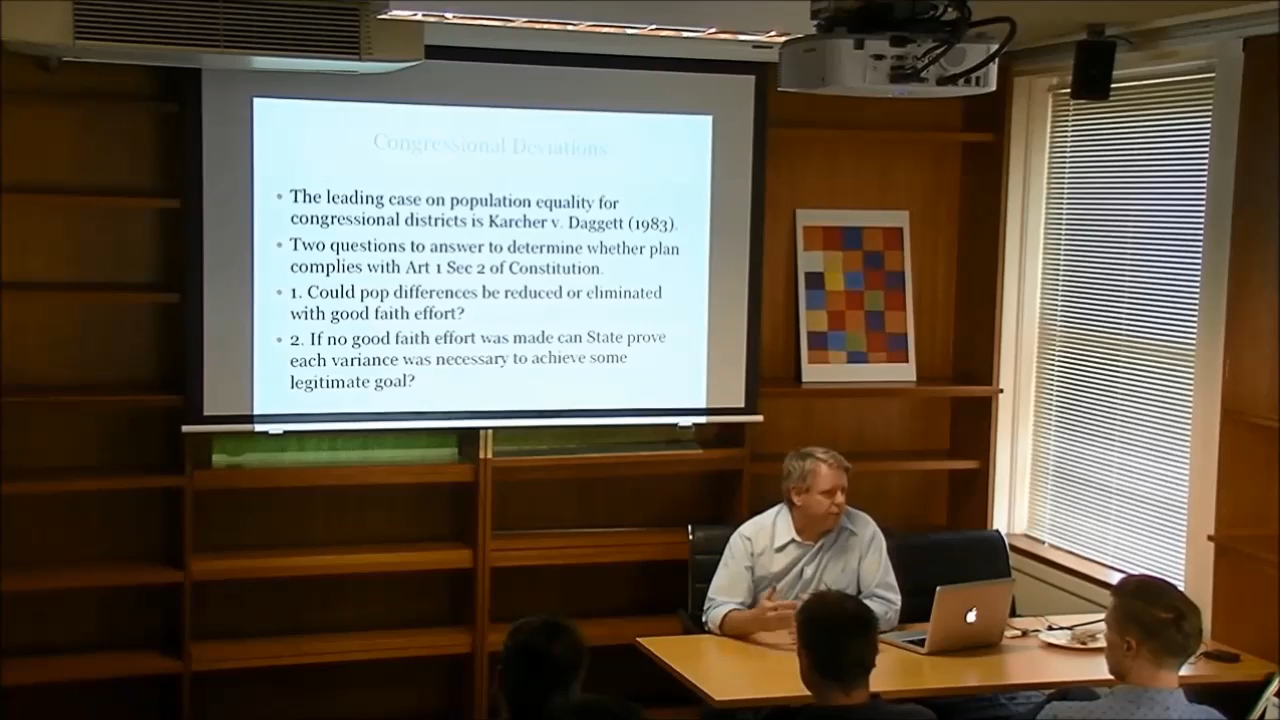 Congressional Deviations
• The leading case on population equality for
congressional districts is Karcher v. Daggett (1983).
• Two questions to answer to determine whether plan
complies with Art 1 Sec 2 of Constitution.
• 1. Could pop differences be reduced or eliminated
with good faith effort?
• 2. If no good faith effort was made can State prove
each variance was necessary to achieve some
legitimate goal?